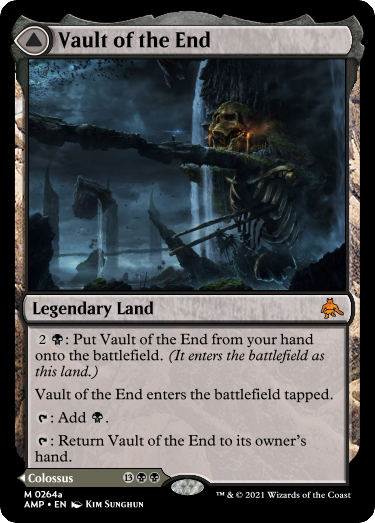 Vault of the End
Legendary Land
2 : Put Vault of the End from your hand
onto the battlefield. (It enters the battlefield as
this land.)
Vault of the End enters the battlefield tapped.
: Add .
: Return Vault of the End to its owner's
hand.
Colossus 13
M 0264a
AMP • EN Kim Sunghun
™ & © 2021 Wizards of the Coast